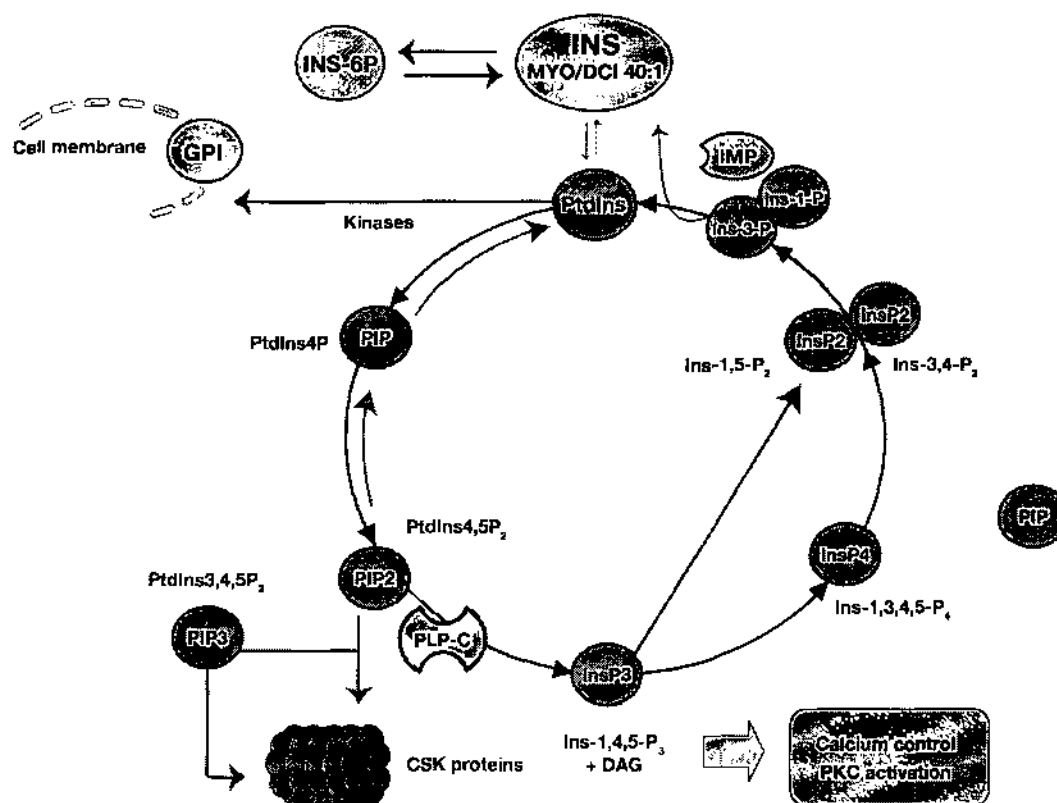 INS-6P
INS
MYO/DCI 40:1
Cell membrane
GPI
IMP
PtdIns
Ins-1-P
Ins-3-P
Kinases
PtdIns4P
PIP
InsP2
InsP2
Ins-1,5-P₂
Ins-3,4-P₂
PtdIns4,5P₂
PIP
InsP4
PIP2
PtdIns3,4,5P₃
Ins-1,3,4,5-P₄
PIP3
PLP-C
InsP3
CSK proteins
Ins-1,4,5-P₃
+ DAG
Calcium control
PKC activation